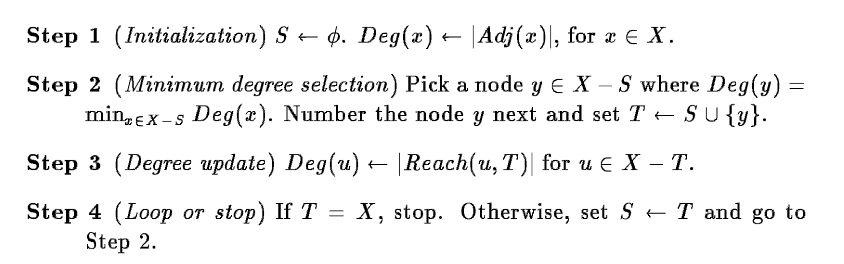 Step 1 (Initialization) S ← ϕ. Deg(x) ← |Adj(x)|, for x ∈ X.
Step 2 (Minimum degree selection) Pick a node y ∈ X − S where Deg(y) =
min_{x∈X−S} Deg(x). Number the node y next and set T ← S ∪ {y}.
Step 3 (Degree update) Deg(u) ← |Reach(u, T)| for u ∈ X − T.
Step 4 (Loop or stop) If T = X, stop. Otherwise, set S ← T and go to
Step 2.